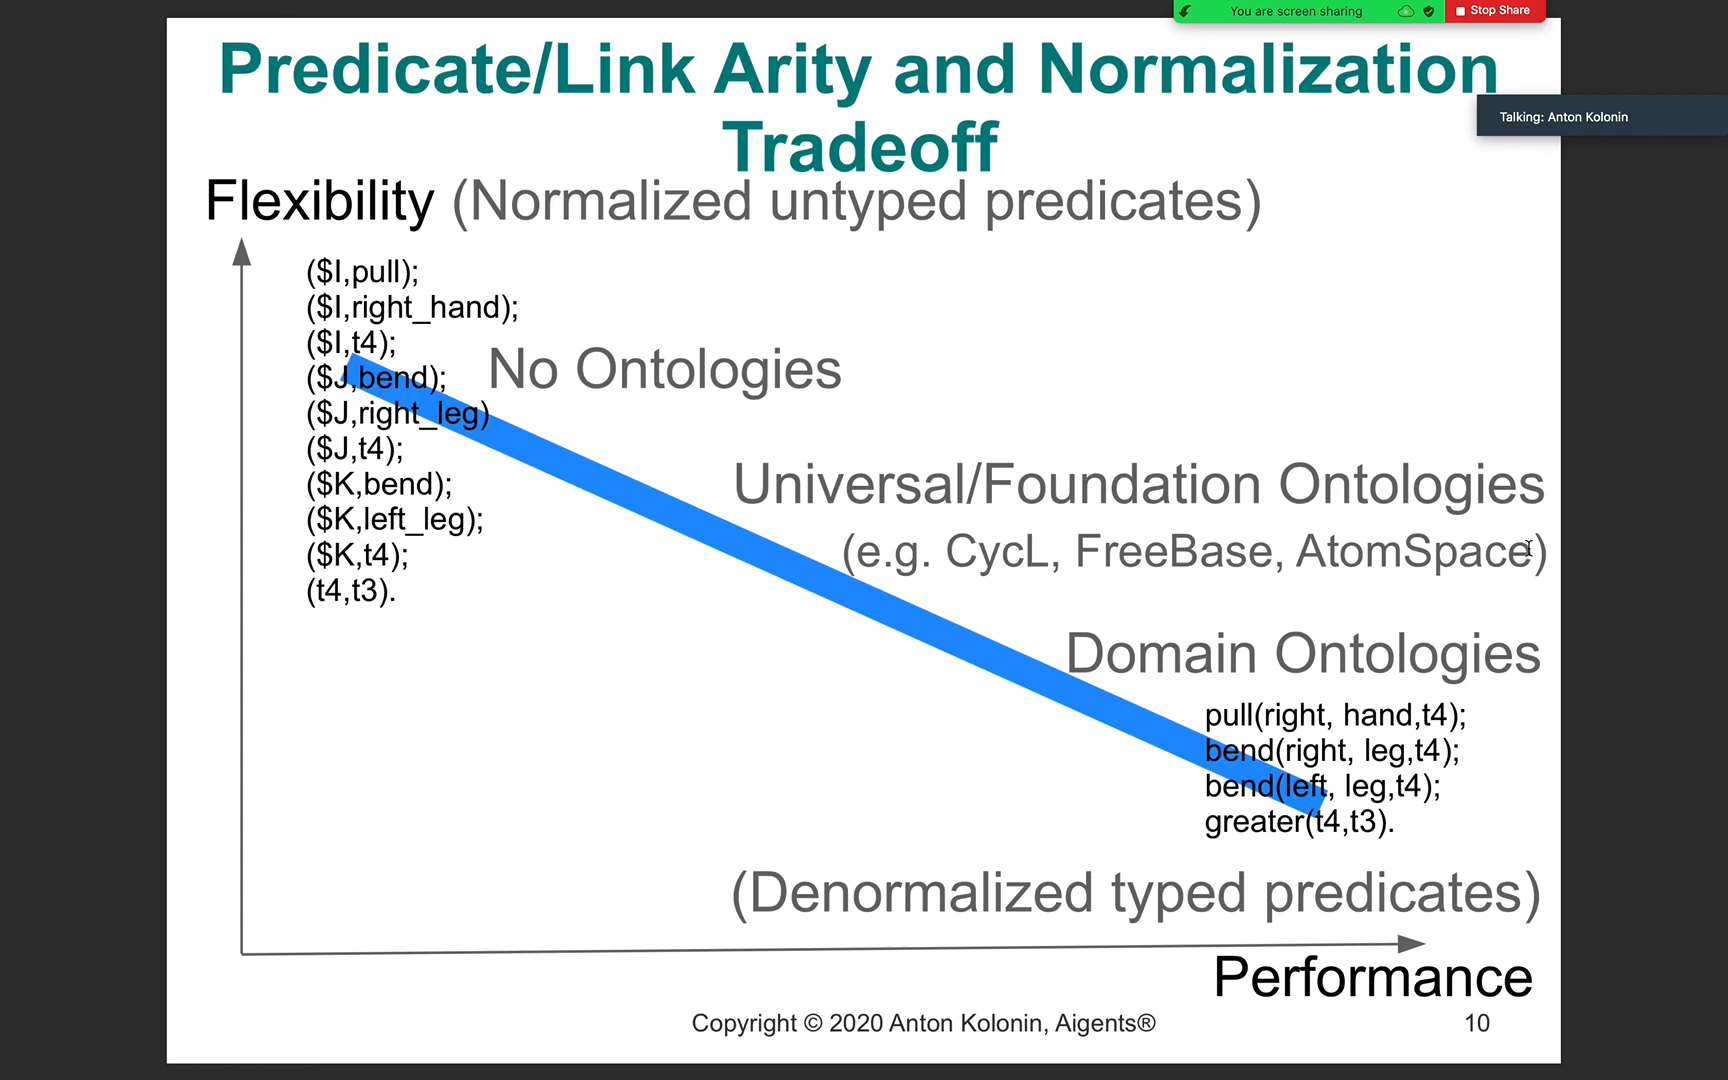 You are screen sharing
Stop Share
Predicate/Link Arity and Normalization
Tradeoff
Talking: Anton Kolonin
Flexibility (Normalized untyped predicates)
($I,pull);
($I,right_hand);
($I,t4);
($J,bend);
($J,right_leg)
($J,t4);
($K,bend);
($K,left_leg);
($K,t4);
(t4,t3).
No Ontologies
Universal/Foundation Ontologies
(e.g. CycL, FreeBase, AtomSpace)
Domain Ontologies
pull(right, hand,t4);
bend(right, leg,t4);
bend(left, leg,t4);
greater(t4,t3).
(Denormalized typed predicates)
Performance
Copyright © 2020 Anton Kolonin, Aigents®
10